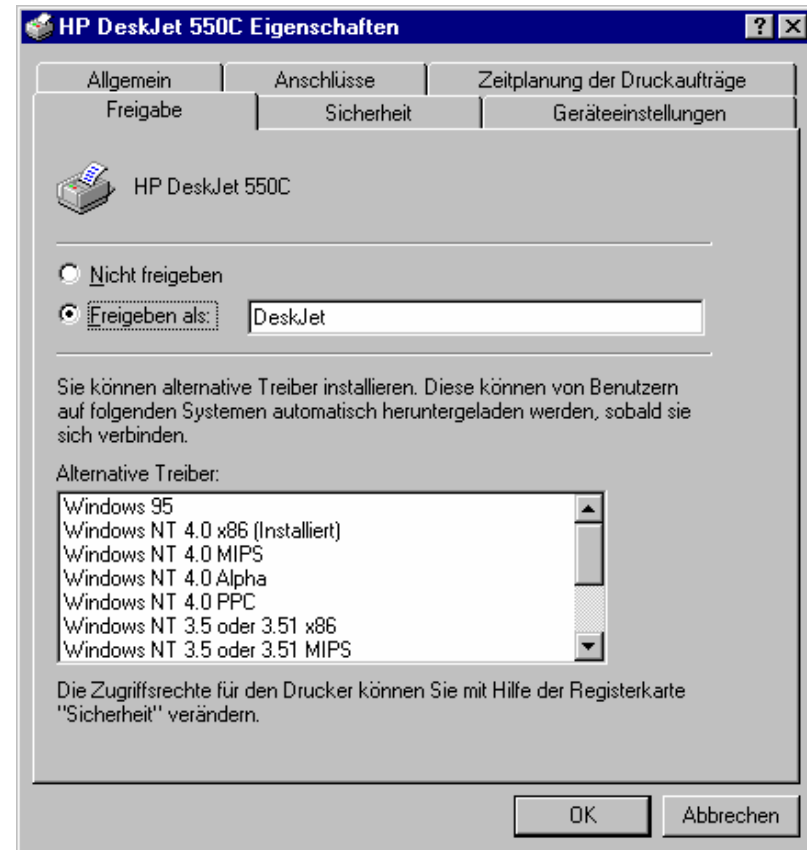 HP DeskJet 550C Eigenschaften
Allgemein
Anschlüsse
Zeitplanung der Druckaufträge
Freigabe
Sicherheit
Geräteeinstellungen
HP DeskJet 550C
Nicht freigeben
Freigeben als:
DeskJet
Sie können alternative Treiber installieren. Diese können von Benutzern
auf folgenden Systemen automatisch heruntergeladen werden, sobald sie
sich verbinden.
Alternative Treiber:
Windows 95
Windows NT 4.0 x86 (Installiert)
Windows NT 4.0 MIPS
Windows NT 4.0 Alpha
Windows NT 4.0 PPC
Windows NT 3.5 oder 3.51 x86
Windows NT 3.5 oder 3.51 MIPS
Die Zugriffsrechte für den Drucker können Sie mit Hilfe der Registerkarte
"Sicherheit" verändern.
OK
Abbrechen